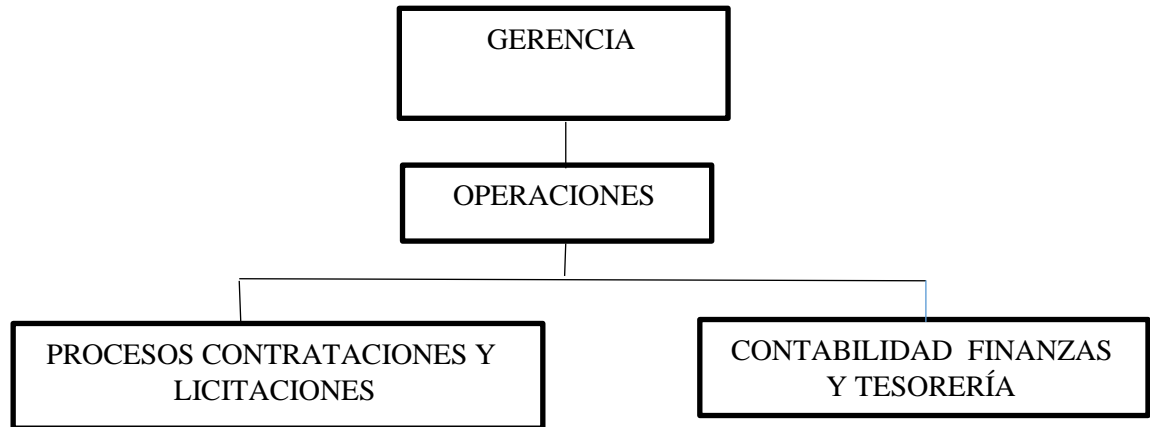 GERENCIA
OPERACIONES
PROCESOS CONTRATACIONES Y
LICITACIONES
CONTABILIDAD FINANZAS
Y TESORERÍA